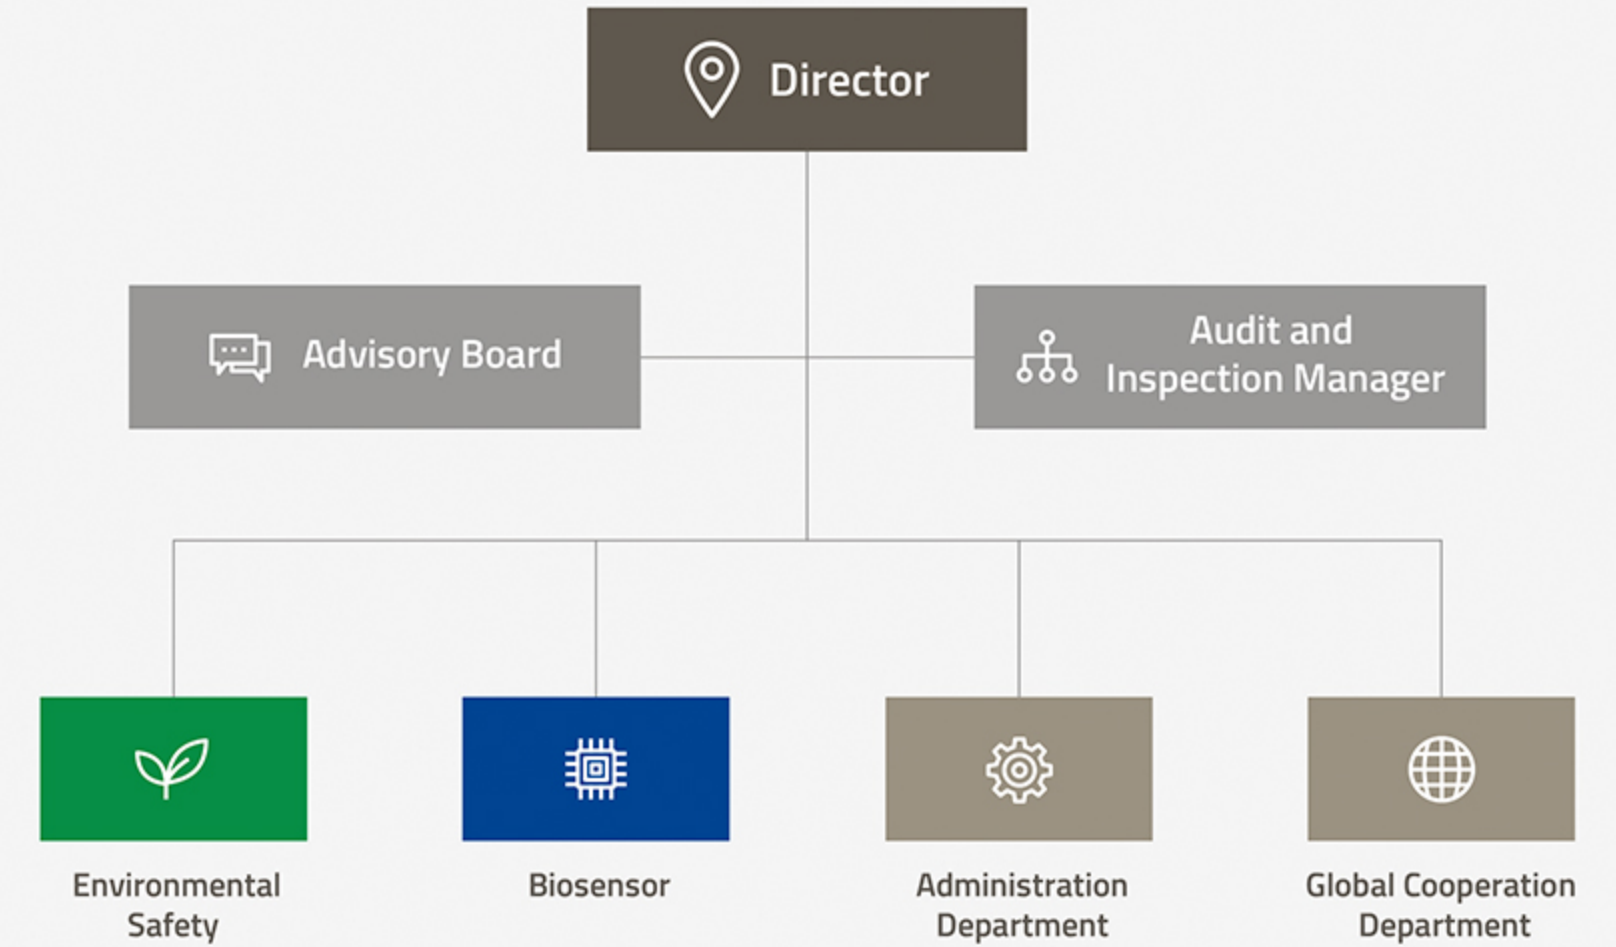 Director
Advisory Board
Audit and
Inspection Manager
Environmental
Safety
Biosensor
Administration
Department
Global Cooperation
Department